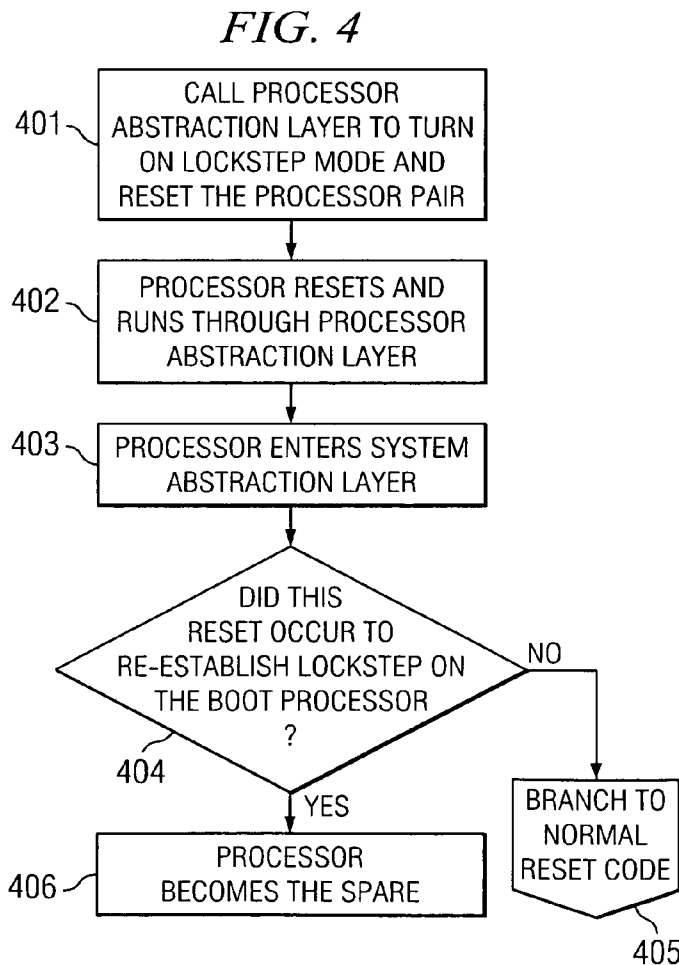 FIG. 4
CALL PROCESSOR
ABSTRACTION LAYER TO TURN
ON LOCKSTEP MODE AND
RESET THE PROCESSOR PAIR
401
PROCESSOR RESETS AND
RUNS THROUGH PROCESSOR
ABSTRACTION LAYER
402
PROCESSOR ENTERS SYSTEM
ABSTRACTION LAYER
403
DID THIS
RESET OCCUR TO
RE-ESTABLISH LOCKSTEP ON
THE BOOT PROCESSOR
?
404
NO
YES
BRANCH TO
NORMAL
RESET CODE
405
PROCESSOR
BECOMES THE SPARE
406